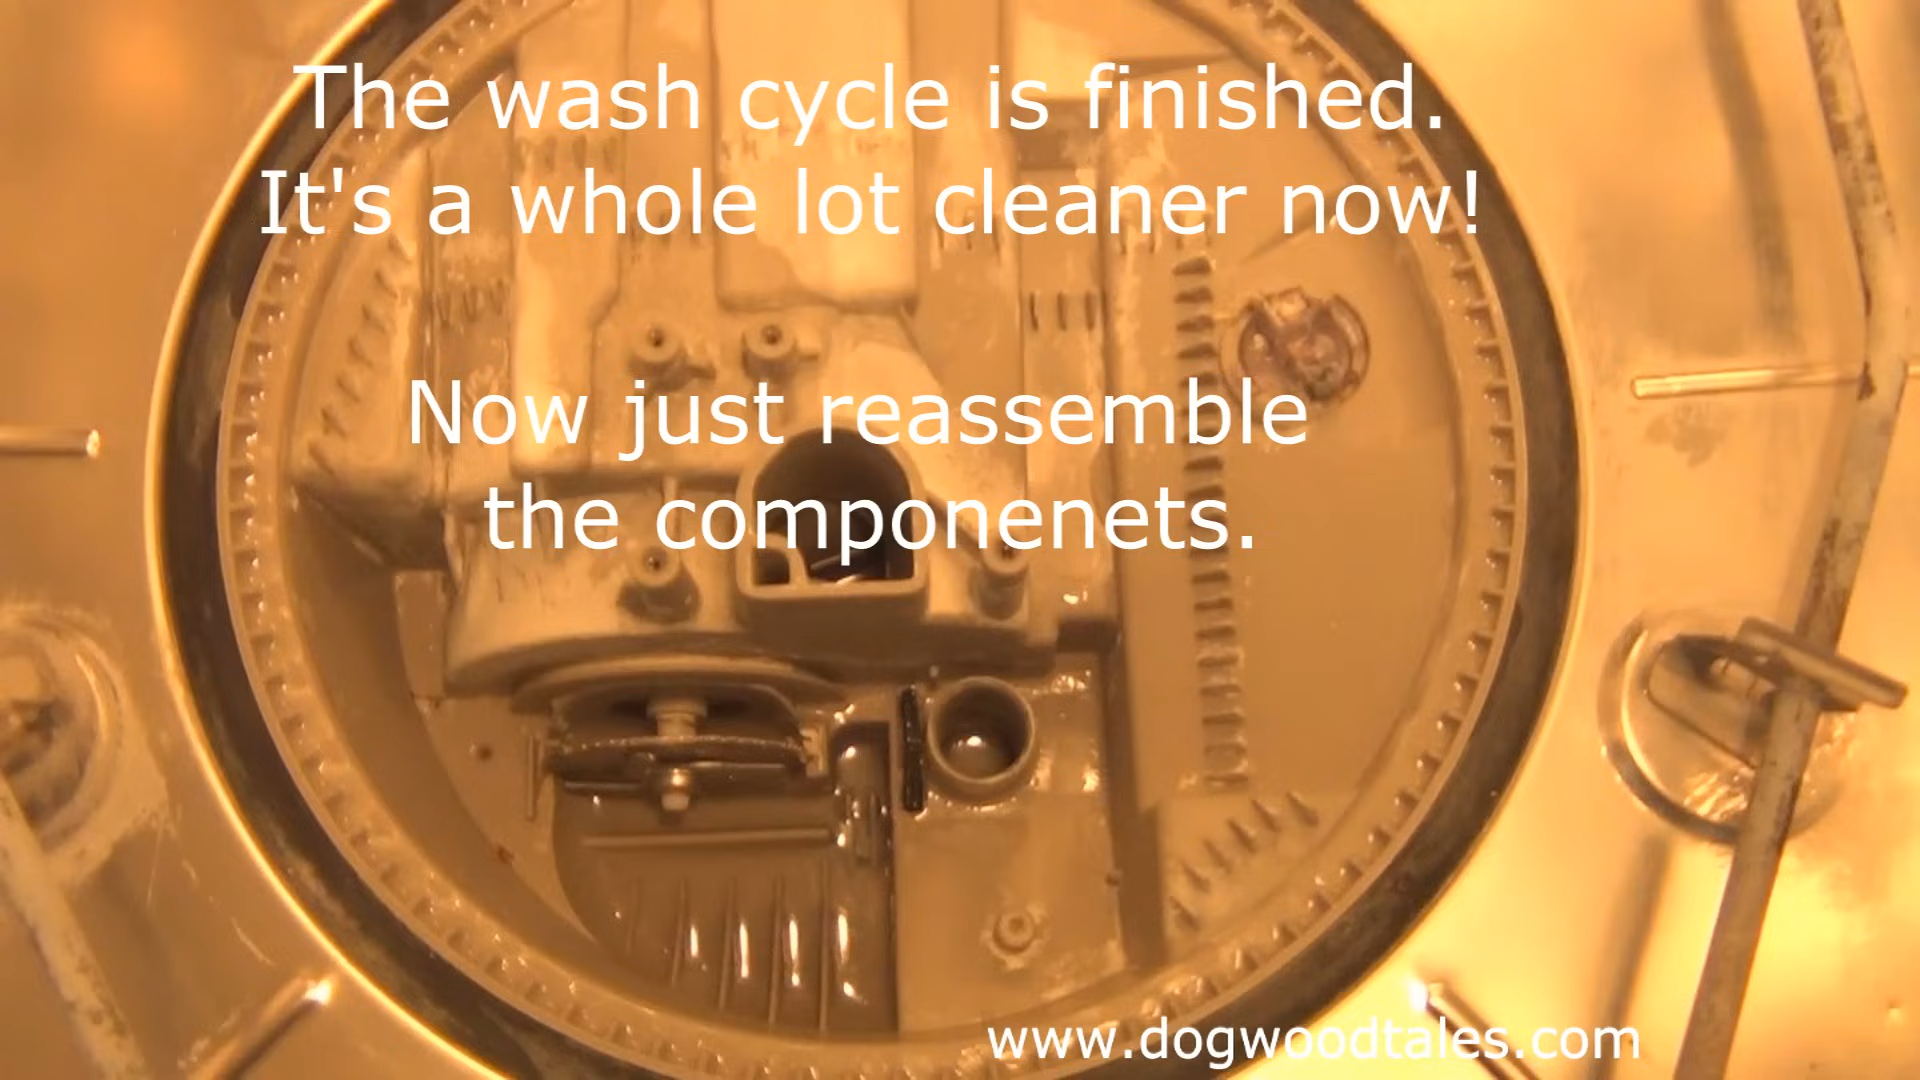 The wash cycle is finished.
It's a whole lot cleaner now!
Now just reassemble
the componenets.
www.dogwoodtales.com